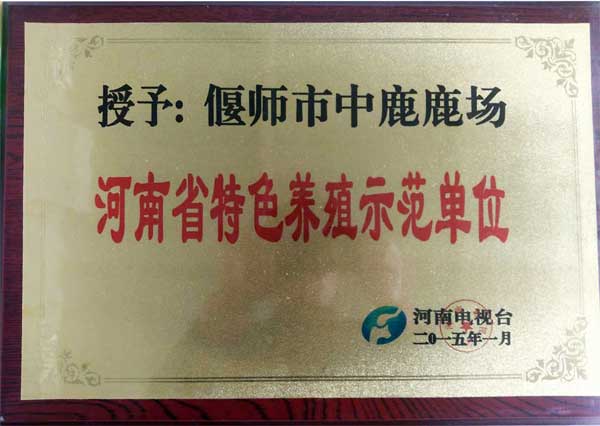 授予：偃师市中鹿鹿场
河南省特色养殖示范单位
河南电视台
二0一五年一月